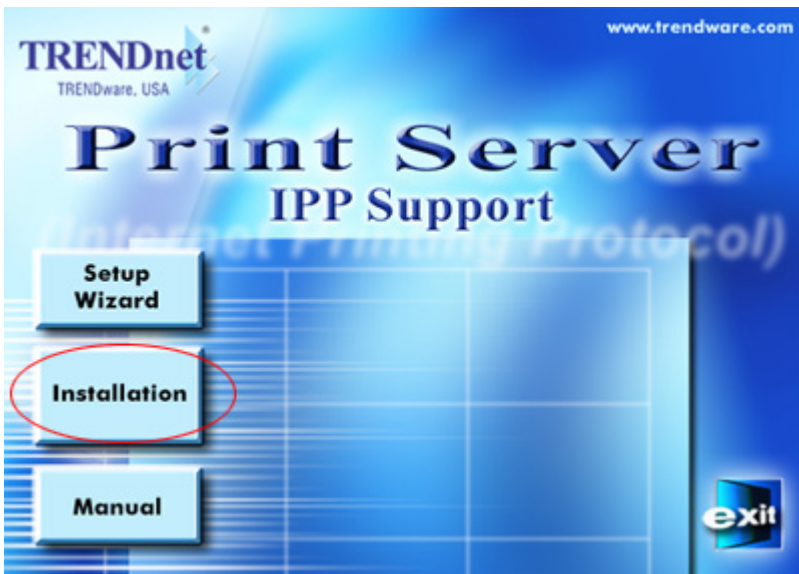 www.trendware.com
TRENDnet
TRENDware, USA
Print Server
IPP Support
(Internet Printing Protocol)
Setup
Wizard
Installation
Manual
exit